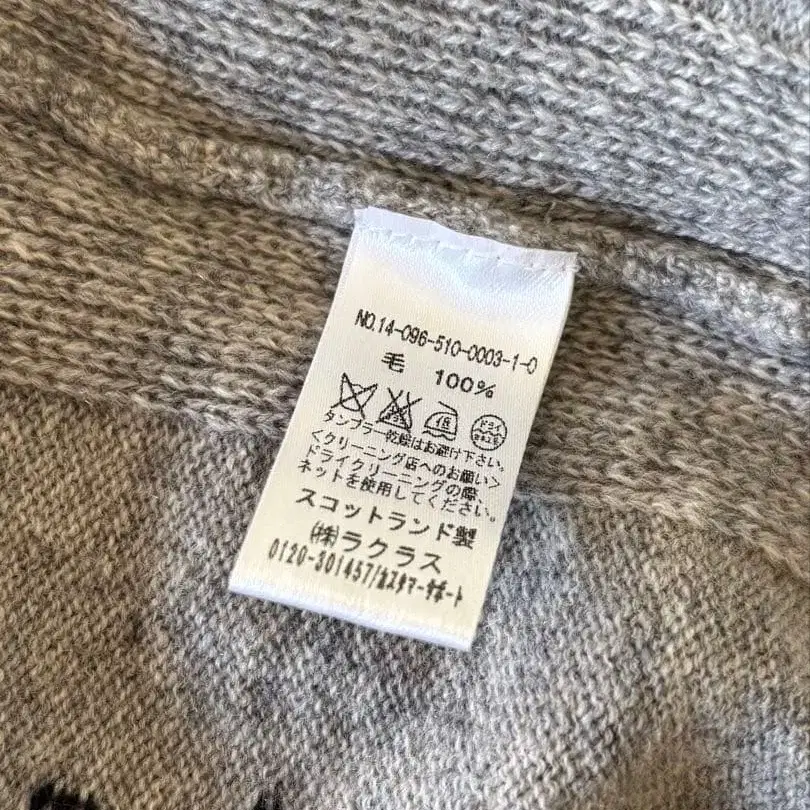 NO.14-096-510-0003-1-0
毛 100%
低 ドライ
タンブラー乾燥はお避け下さい。
<クリーニング店へのお願い>
ドライクリーニングの際、
ネットを使用してください。
スコットランド製
㈱ラクラス
0120-301457/カスタマーサポート